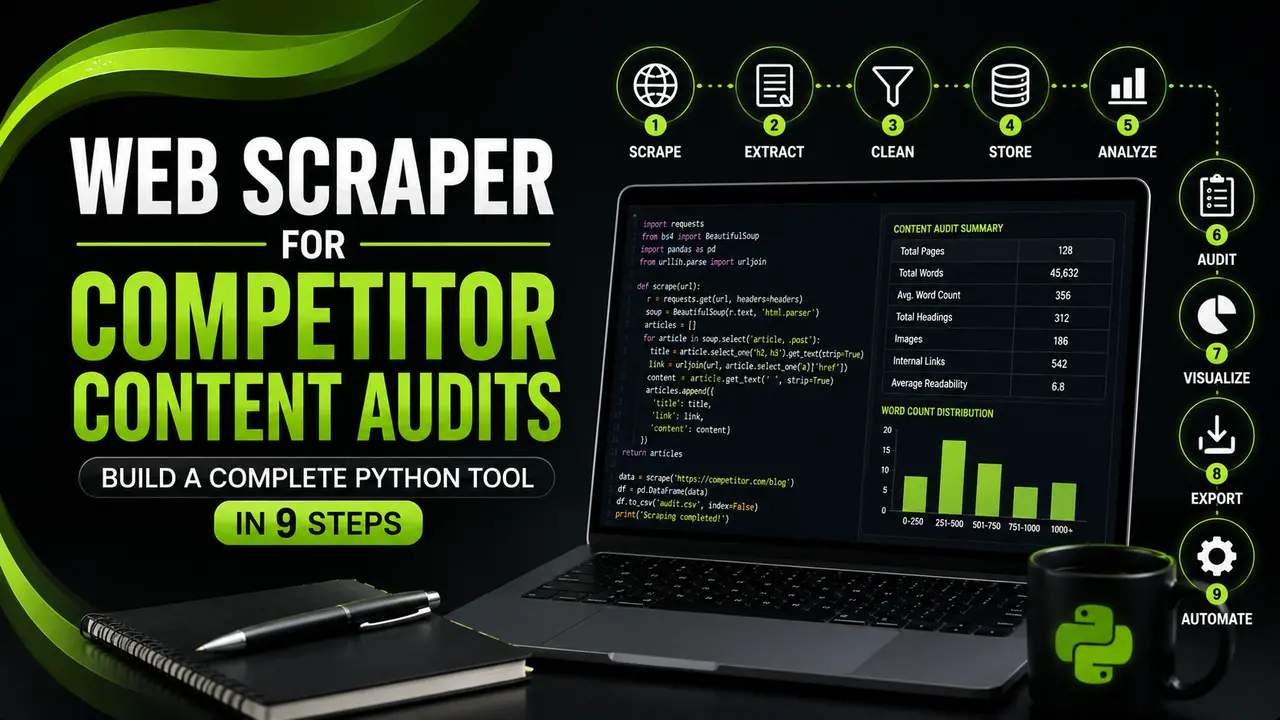 WEB SCRAPER
FOR
COMPETITOR
CONTENT AUDITS
BUILD A COMPLETE PYTHON TOOL
IN 9 STEPS
1
SCRAPE
2
EXTRACT
3
CLEAN
4
STORE
5
ANALYZE
6
AUDIT
7
VISUALIZE
8
EXPORT
9
AUTOMATE
import requests
from bs4 import BeautifulSoup
import pandas as pd
from urllib.parse import urljoin
def scrape(url):
r = requests.get(url, headers=headers)
soup = BeautifulSoup(r.text, 'html.parser')
articles = []
for article in soup.select('article, .post'):
title = article.select_one('h2, h3').get_text(strip=True)
link = urljoin(url, article.select_one('a)['href'])
content = article.get_text(' ', strip=True)
articles.append({
'title': title,
'link': link,
'content': content}
})
return articles
data = scrape('https://competitor.com/blog')
df = pd.DataFrame(data)
df.to_csv('audit.csv', index=False)
print('Scraping completed!')
CONTENT AUDIT SUMMARY
Total Pages 128
Total Words 45,632
Avg. Word Count 356
Total Headings 312
Images 186
Internal Links 542
Average Readability 6.8
WORD COUNT DISTRIBUTION
20
15
10
5
0
0-250 251-500 501-750 751-1000 1000+